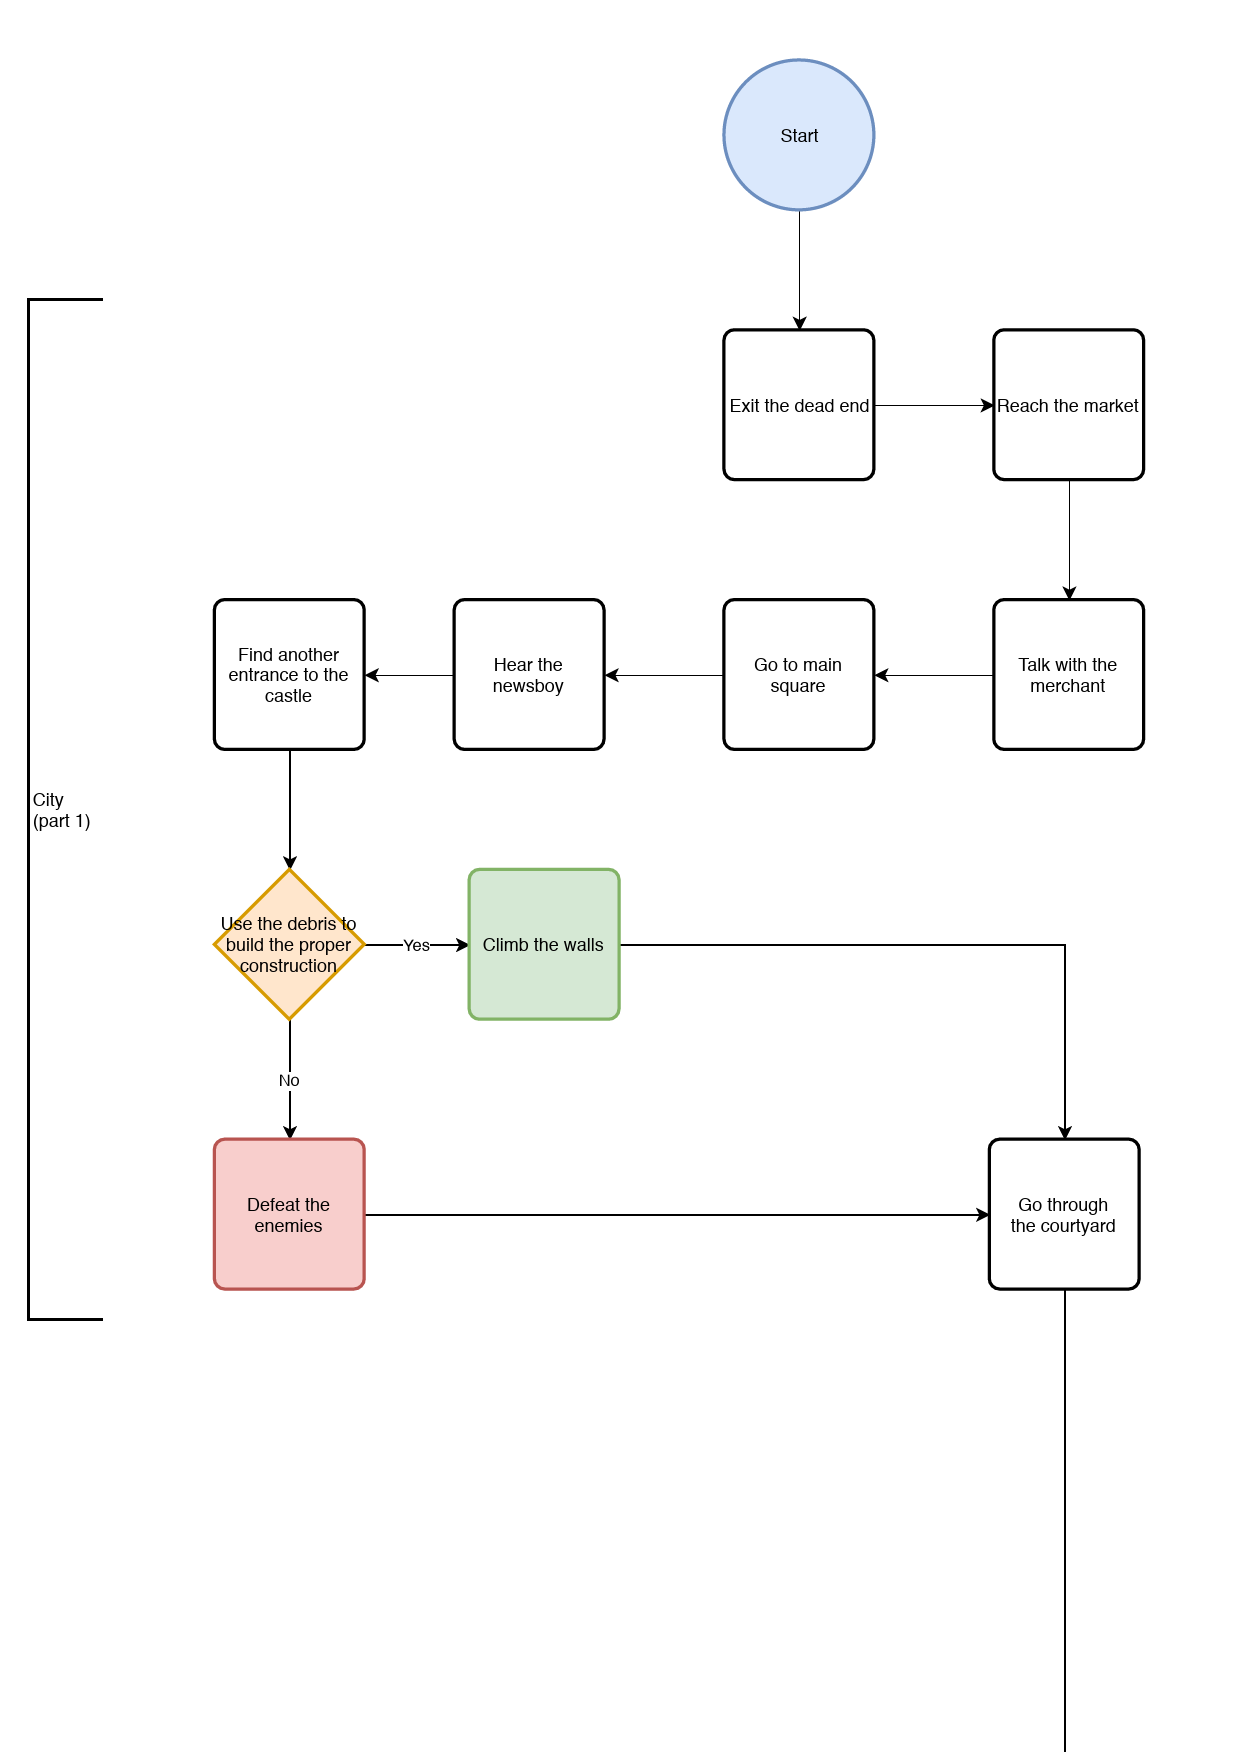 Start
Exit the dead end
Reach the market
Find another
entrance to the
castle
Hear the
newsboy
Go to main
square
Talk with the
merchant
City
(part 1)
Use the debris to
build the proper
construction
Yes
Climb the walls
No
Defeat the
enemies
Go through
the courtyard